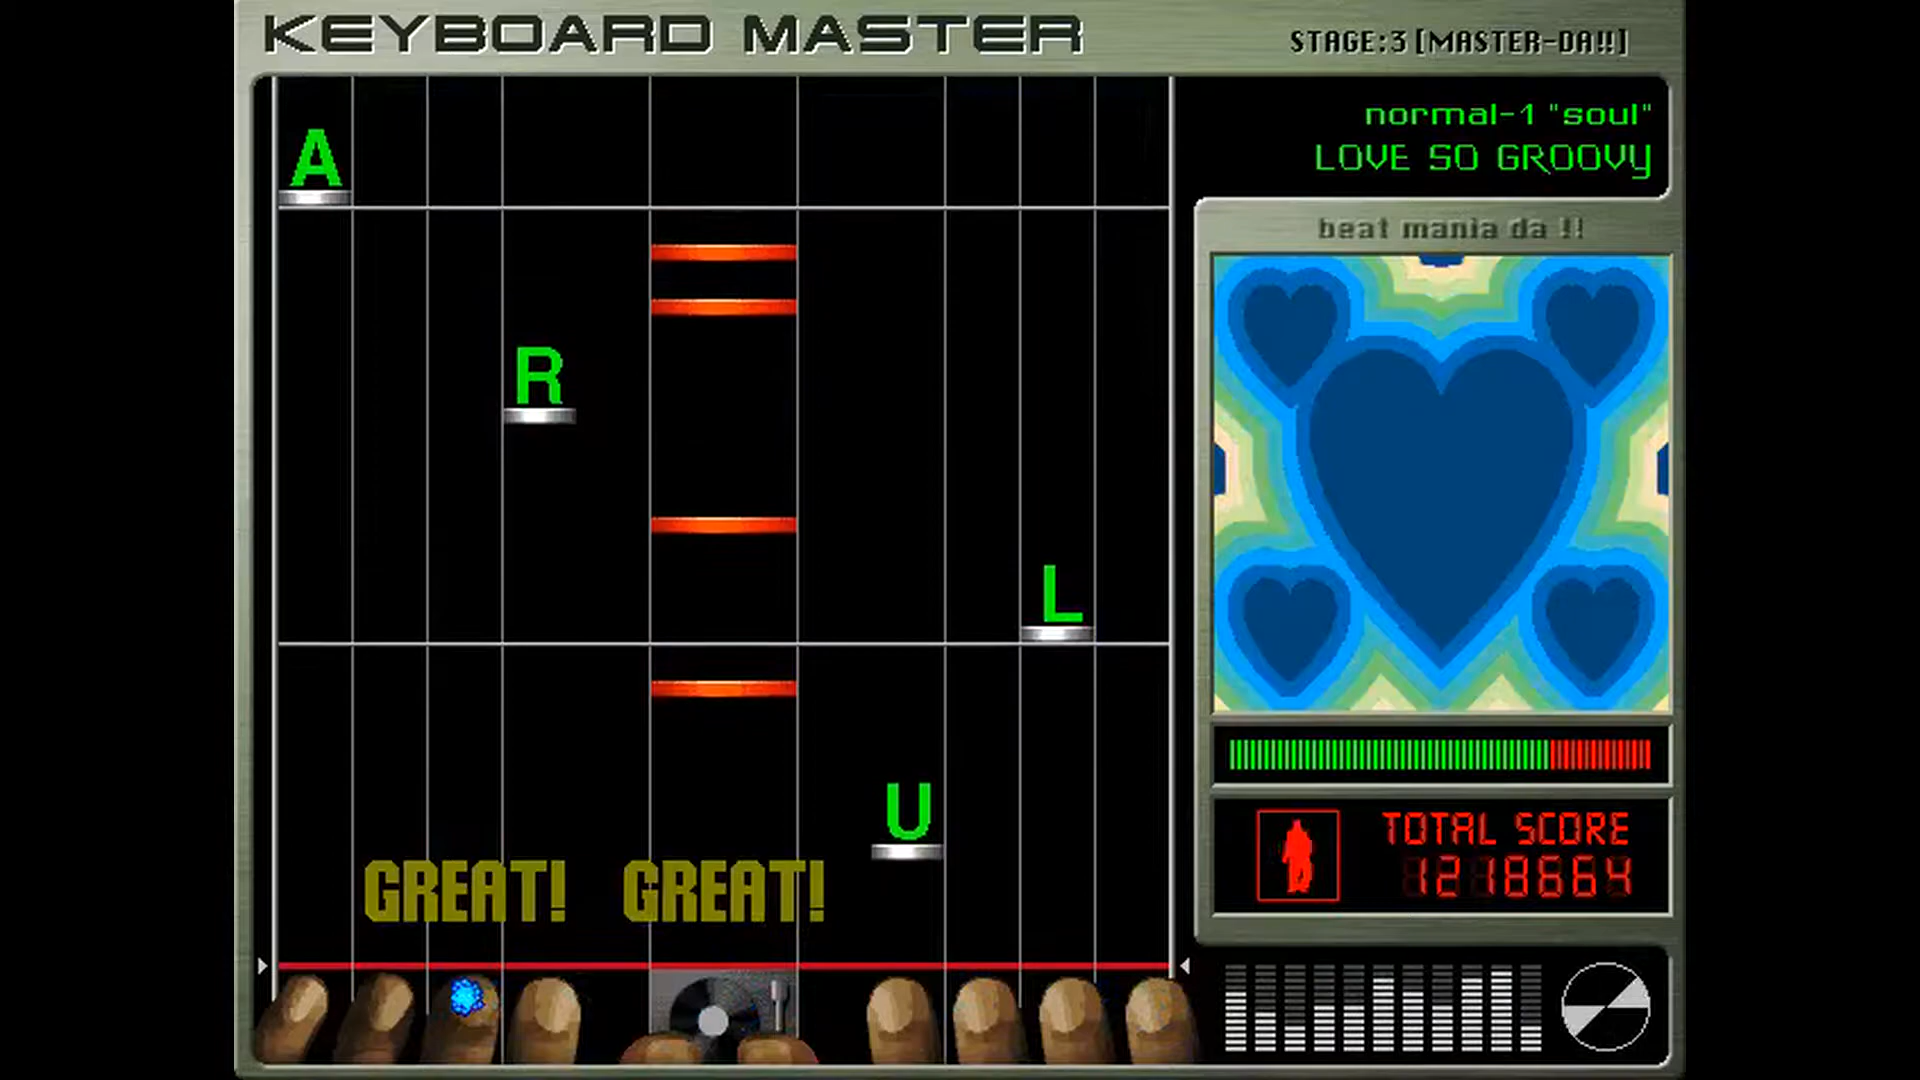 KEYBOARD MASTER
STAGE:3 [MASTER-DA!!]
normal-1 "soul"
LOVE SO GROOVY
beat mania da !!
A
R
L
U
GREAT! GREAT!
TOTAL SCORE
1218664